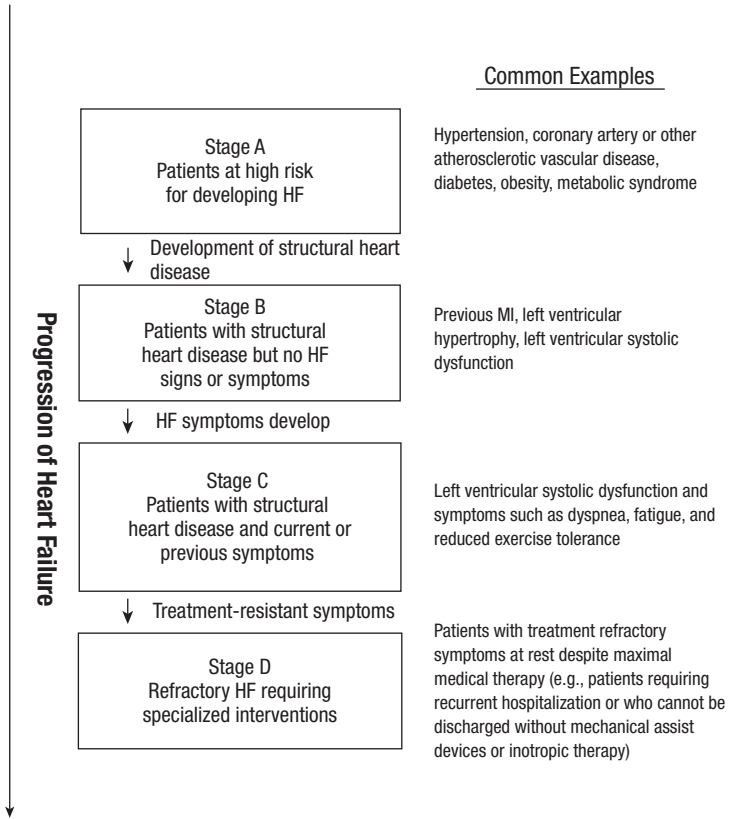 Common Examples
Stage A
Patients at high risk
for developing HF
Hypertension, coronary artery or other
atherosclerotic vascular disease,
diabetes, obesity, metabolic syndrome
Development of structural heart
disease
Stage B
Patients with structural
heart disease but no HF
signs or symptoms
Previous MI, left ventricular
hypertrophy, left ventricular systolic
dysfunction
HF symptoms develop
Stage C
Patients with structural
heart disease and current or
previous symptoms
Left ventricular systolic dysfunction and
symptoms such as dyspnea, fatigue, and
reduced exercise tolerance
Treatment-resistant symptoms
Stage D
Refractory HF requiring
specialized interventions
Patients with treatment refractory
symptoms at rest despite maximal
medical therapy (e.g., patients requiring
recurrent hospitalization or who cannot be
discharged without mechanical assist
devices or inotropic therapy)
Progression of Heart Failure